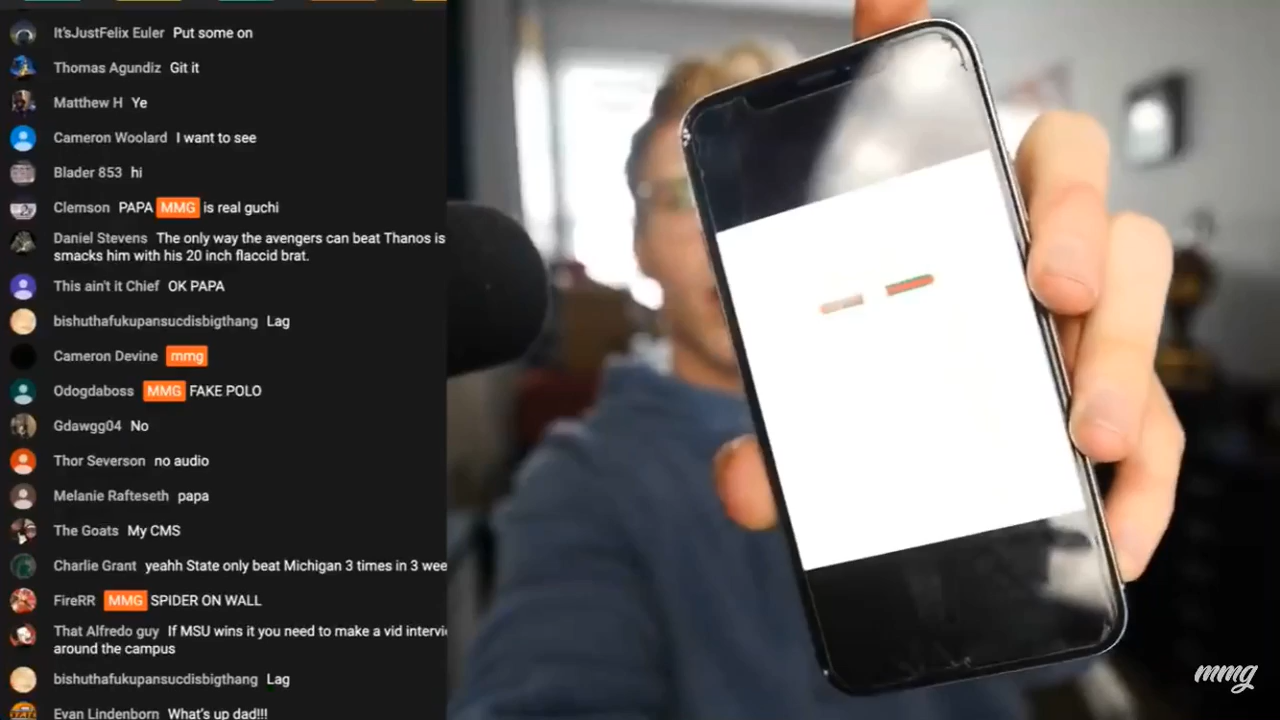 It'sJustFelix Euler Put some on
Thomas Agundiz Git it
Matthew H Ye
Cameron Woolard I want to see
Blader 853 hi
Clemson PAPA MMG is real guchi
Daniel Stevens The only way the avengers can beat Thanos is
smacks him with his 20 inch flaccid brat.
This ain't it Chief OK PAPA
bishuthafukupansucdisbigthang Lag
Cameron Devine mmg
Odogdaboss MMG FAKE POLO
Gdawgg04 No
Thor Severson no audio
Melanie Rafteseth papa
The Goats My CMS
Charlie Grant yeahh State only beat Michigan 3 times in 3 wee
FireRR MMG SPIDER ON WALL
That Alfredo guy If MSU wins it you need to make a vid intervi
around the campus
bishuthafukupansucdisbigthang Lag
Evan Lindenborn What's up dad!!!
mmg